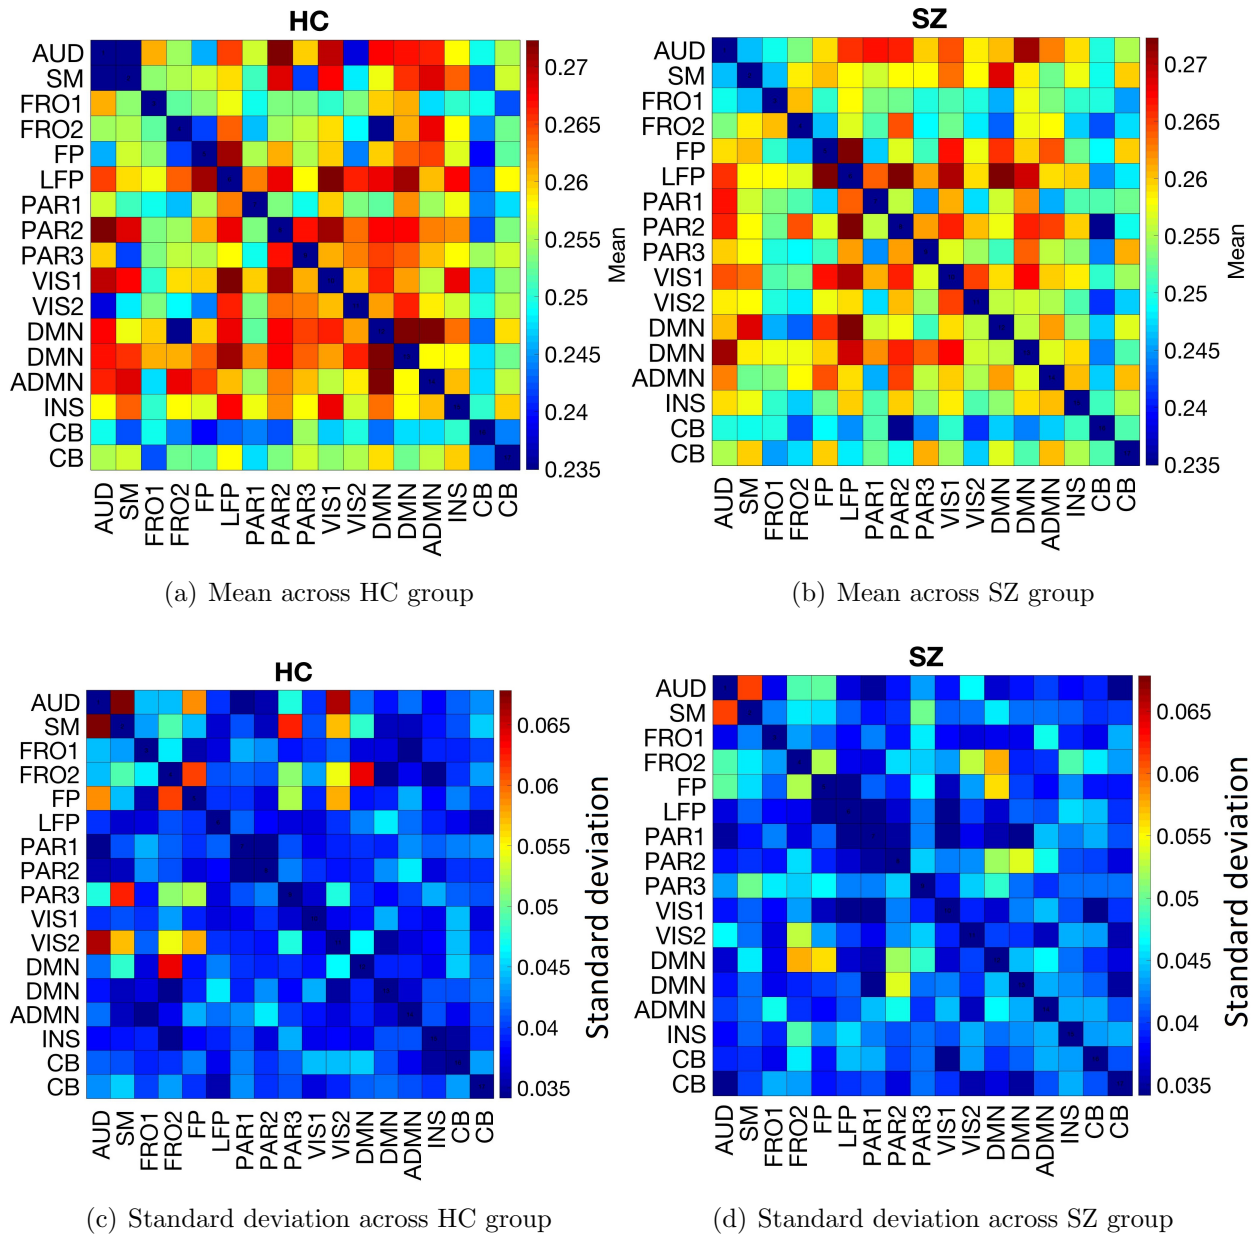 HC
AUD
SM
FRO1
FRO2
FP
LFP
PAR1
PAR2
PAR3
VIS1
VIS2
DMN
DMN
ADMN
INS
CB
CB
AUD SM FRO1 FRO2 FP LFP PAR1 PAR2 PAR3 VIS1 VIS2 DMN DMN ADMN INS CB CB
0.27
0.265
0.26
0.255
0.25
0.245
0.24
0.235
Mean
(a) Mean across HC group
SZ
AUD
SM
FRO1
FRO2
FP
LFP
PAR1
PAR2
PAR3
VIS1
VIS2
DMN
DMN
ADMN
INS
CB
CB
AUD SM FRO1 FRO2 FP LFP PAR1 PAR2 PAR3 VIS1 VIS2 DMN DMN ADMN INS CB CB
0.27
0.265
0.26
0.255
0.25
0.245
0.24
0.235
Mean
(b) Mean across SZ group
HC
AUD
SM
FRO1
FRO2
FP
LFP
PAR1
PAR2
PAR3
VIS1
VIS2
DMN
DMN
ADMN
INS
CB
CB
AUD SM FRO1 FRO2 FP LFP PAR1 PAR2 PAR3 VIS1 VIS2 DMN DMN ADMN INS CB CB
0.065
0.06
0.055
0.05
0.045
0.04
0.035
Standard deviation
(c) Standard deviation across HC group
SZ
AUD
SM
FRO1
FRO2
FP
LFP
PAR1
PAR2
PAR3
VIS1
VIS2
DMN
DMN
ADMN
INS
CB
CB
AUD SM FRO1 FRO2 FP LFP PAR1 PAR2 PAR3 VIS1 VIS2 DMN DMN ADMN INS CB CB
0.065
0.06
0.055
0.05
0.045
0.04
0.035
Standard deviation
(d) Standard deviation across SZ group